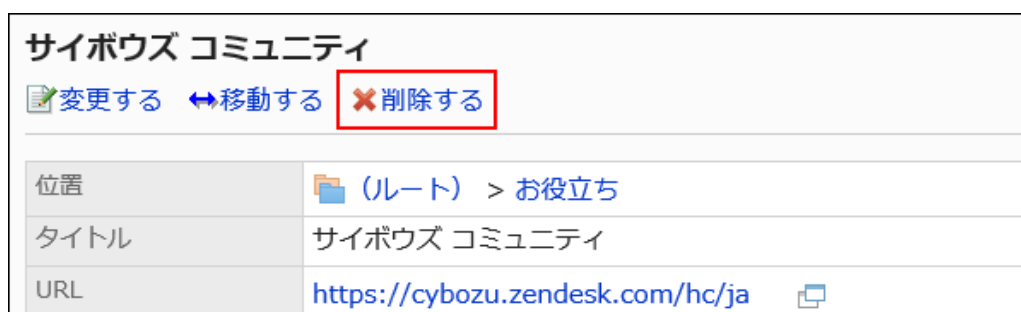 サイボウズ コミュニティ
変更する 移動する 削除する
位置 （ルート） > お役立ち
タイトル サイボウズ コミュニティ
URL https://cybozu.zendesk.com/hc/ja